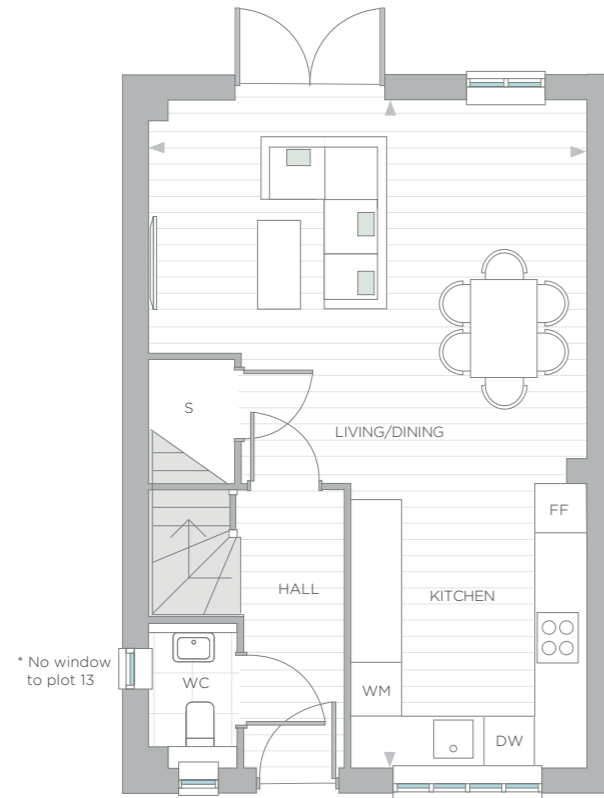 S
LIVING/DINING
FF
HALL
KITCHEN
* No window
to plot 13
WC
WM
DW